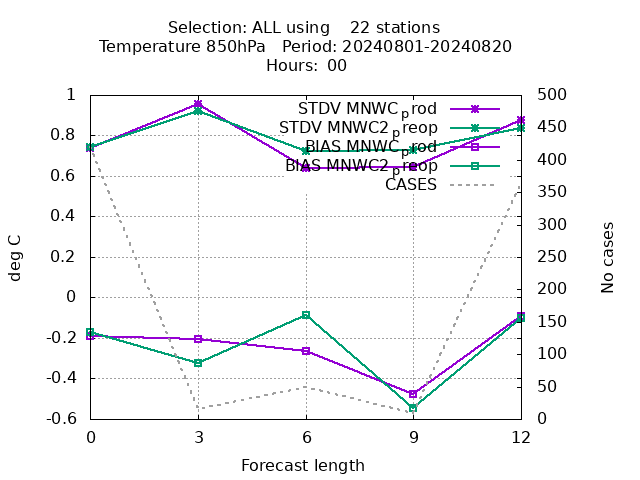 Selection: ALL using    22 stations
Temperature 850hPa   Period: 20240801-20240820
Hours: 00
STDV MNWC_prod
STDV MNWC2_preop
BIAS MNWC_prod
BIAS MNWC2_preop
CASES
1
0.8
0.6
0.4
0.2
0
-0.2
-0.4
-0.6
deg C
500
450
400
350
300
250
200
150
100
50
0
No cases
0 3 6 9 12
Forecast length